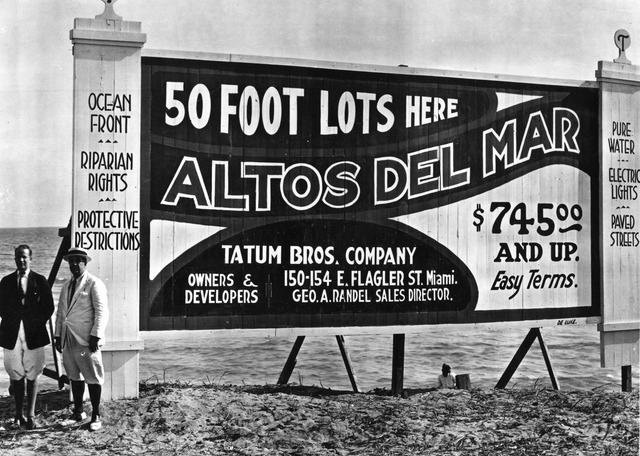 OCEAN
FRONT
RIPARIAN
RIGHTS
PROTECTIVE
RESTRICTIONS
50 FOOT LOTS HERE
ALTOS DEL MAR
$745.00
AND UP.
Easy Terms.
TATUM BROS. COMPANY
OWNERS &
DEVELOPERS
150-154 E. FLAGLER ST. Miami.
GEO. A. RANDEL SALES DIRECTOR.
PURE
WATER
ELECTRIC
LIGHTS
PAVED
STREETS